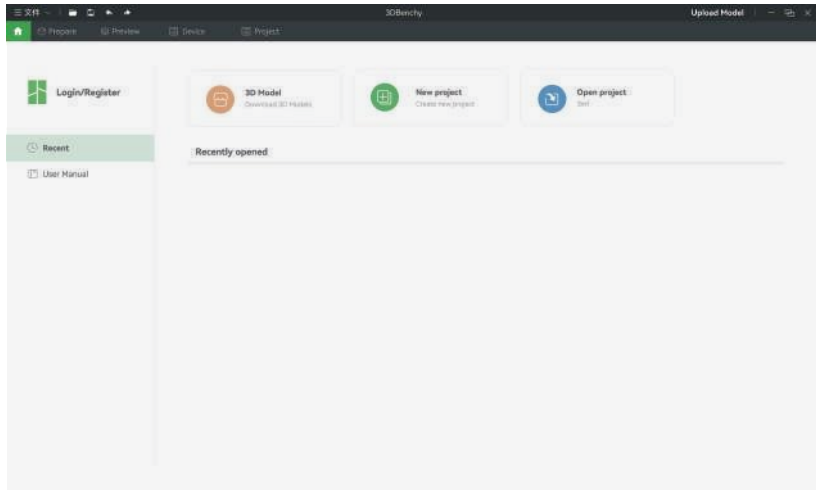 文件
3DBenchy
Upload Model
Prepare
Preview
Device
Project
Login/Register
3D Model
Download 3D Models
New project
Create new project
Open project
Recent
Recently opened
User Manual